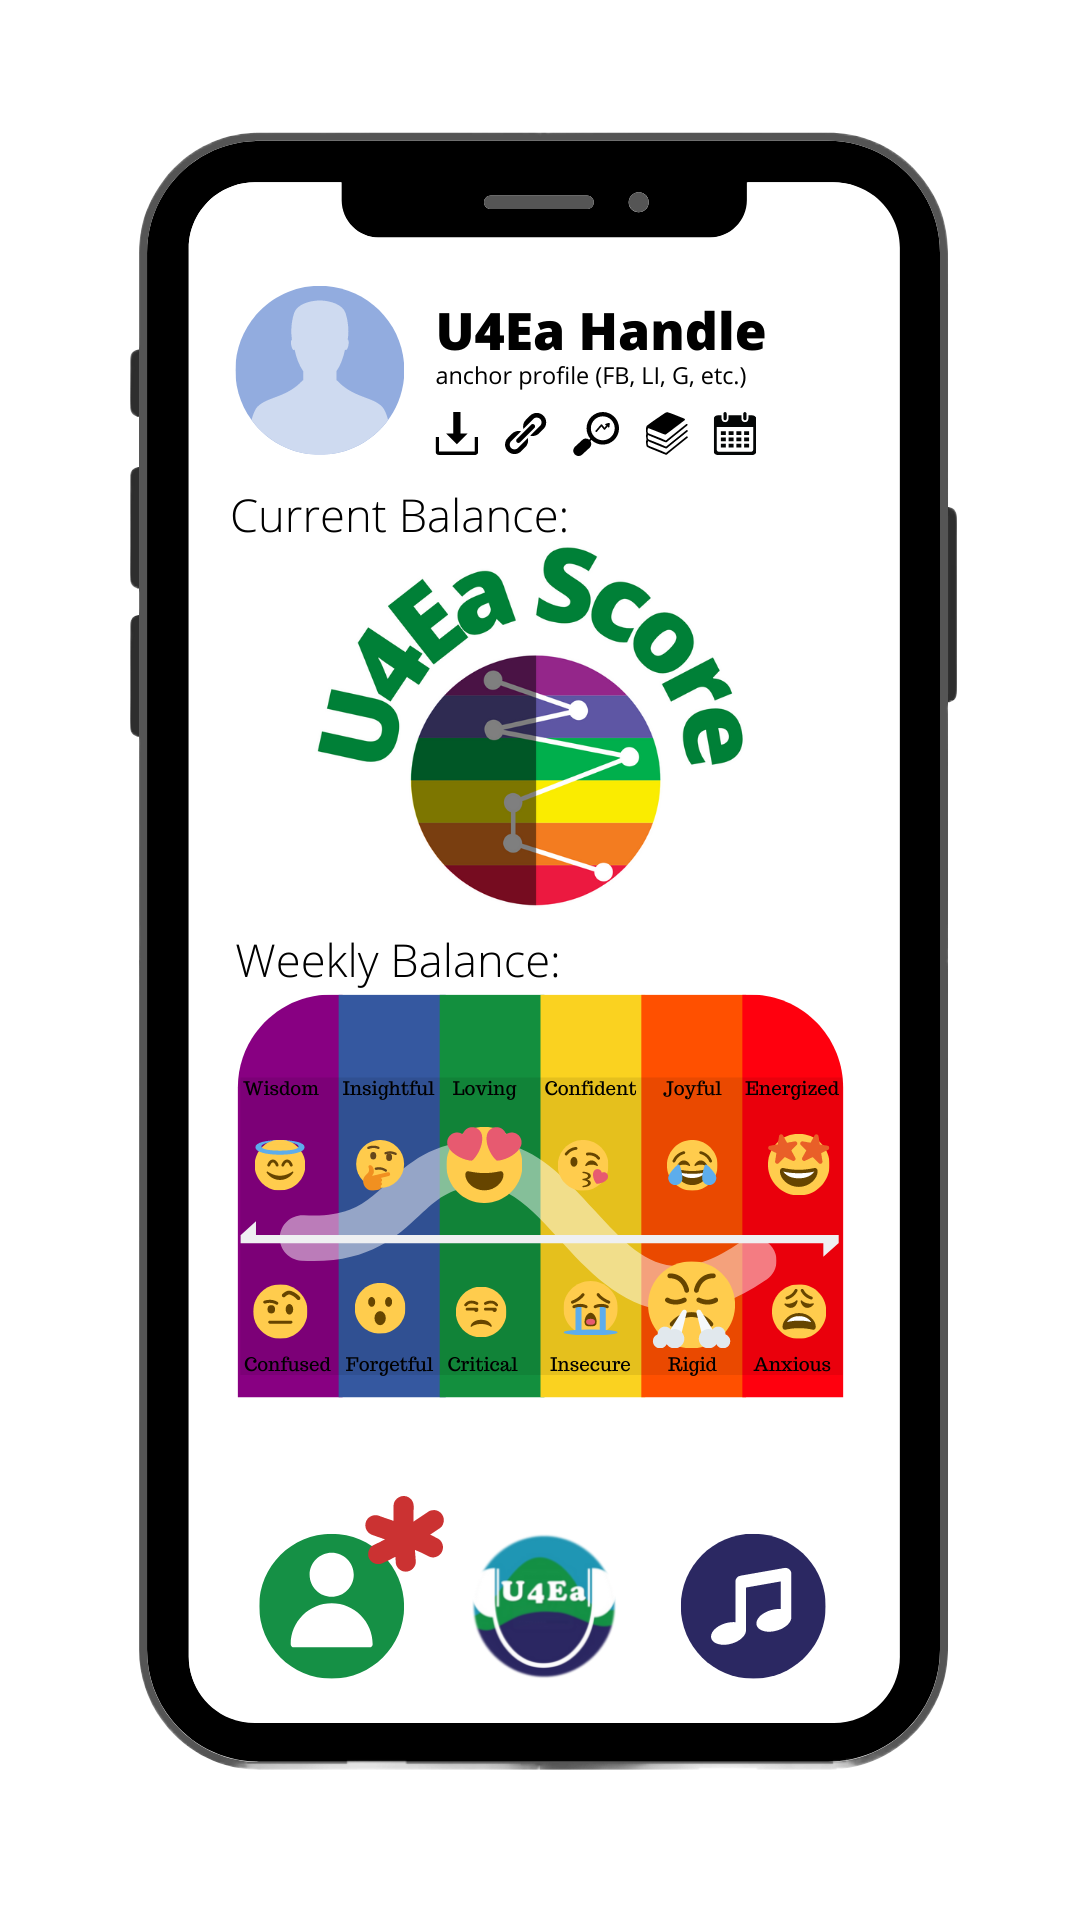 U4Ea Handle
anchor profile (FB, LI, G, etc.)
Current Balance:
U4Ea Score
Weekly Balance:
Wisdom Insightful Loving Confident Joyful Energized
Confused Forgetful Critical Insecure Rigid Anxious
U4Ea